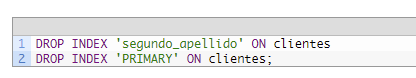 1 DROP INDEX 'segundo_apellido' ON clientes
2 DROP INDEX 'PRIMARY' ON clientes;